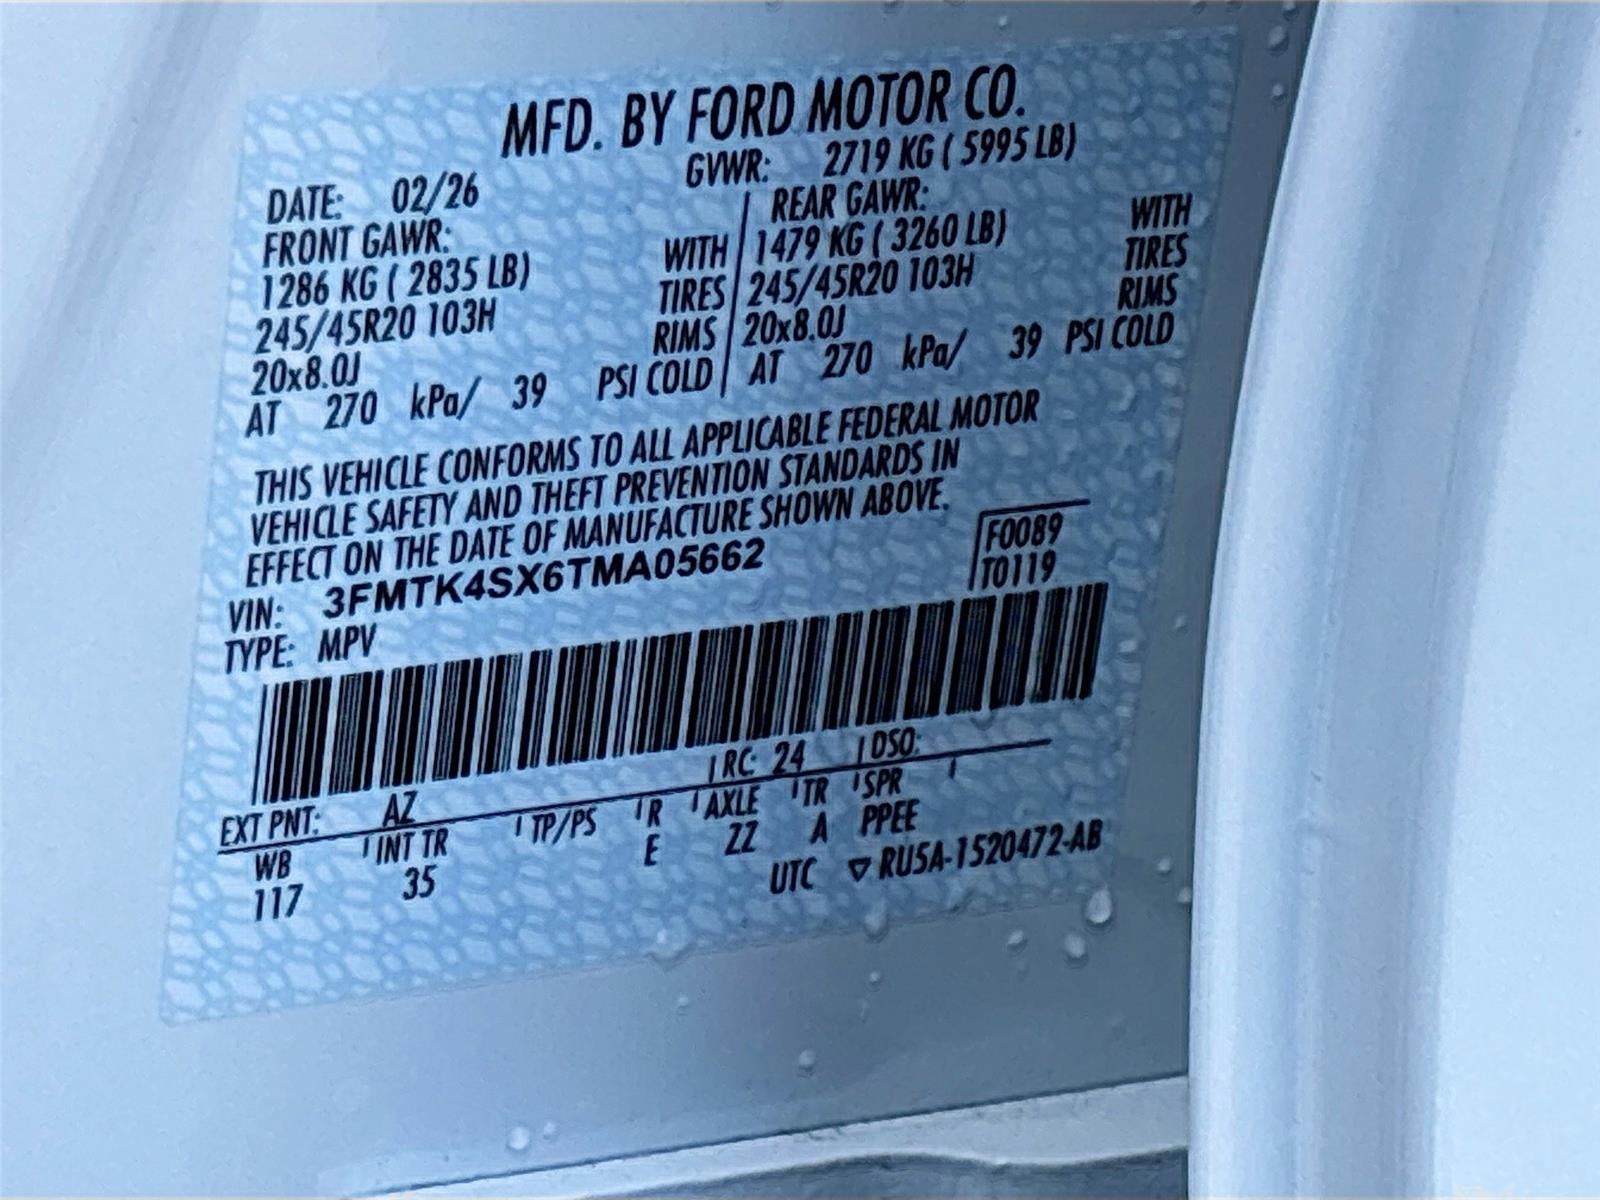 MFD. BY FORD MOTOR CO.
DATE: 02/26 GVWR: 2719 KG ( 5995 LB)
FRONT GAWR: REAR GAWR:
1286 KG ( 2835 LB) WITH 1479 KG ( 3260 LB) WITH
245/45R20 103H TIRES 245/45R20 103H TIRES
20x8.0J RIMS 20x8.0J RIMS
AT 270 kPa/ 39 PSI COLD AT 270 kPa/ 39 PSI COLD
THIS VEHICLE CONFORMS TO ALL APPLICABLE FEDERAL MOTOR
VEHICLE SAFETY AND THEFT PREVENTION STANDARDS IN
EFFECT ON THE DATE OF MANUFACTURE SHOWN ABOVE.
F0089
VIN: 3FMTK4SX6TMA05662 T0119
TYPE: MPV
EXT PNT: AZ RC: 24 DSO:
WB INT TR TP/PS R AXLE TR SPR
117 35 E ZZ A PPEE
UTC ▽ RU5A-1520472-AB